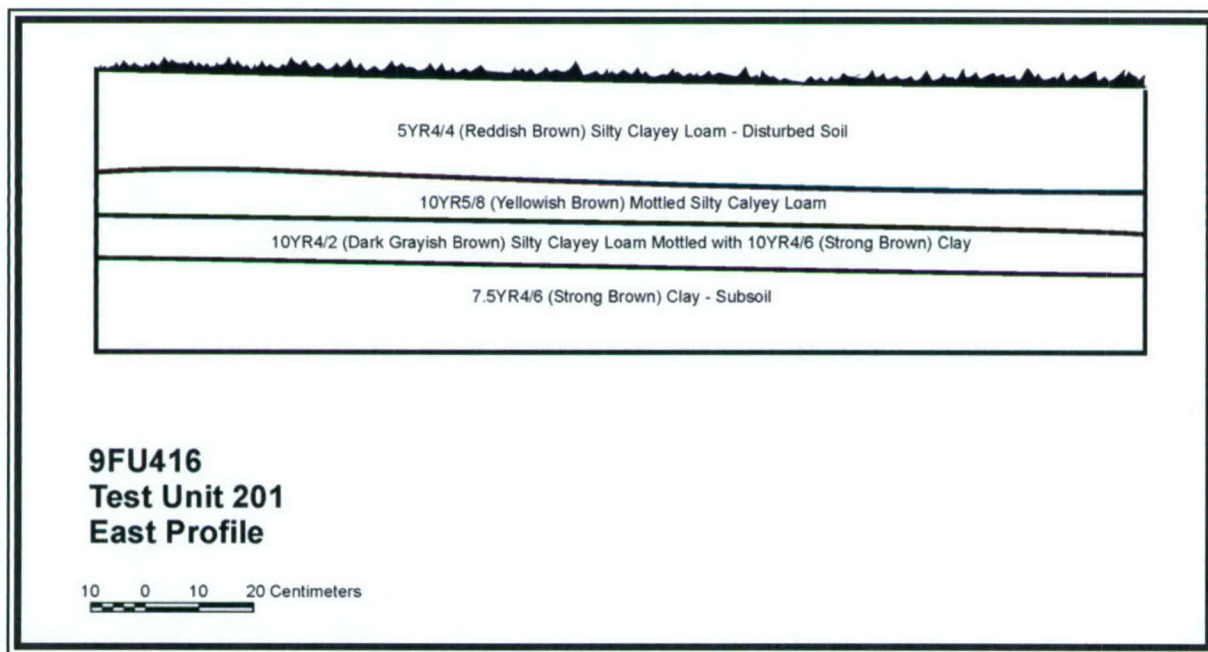 5YR4/4 (Reddish Brown) Silty Clayey Loam - Disturbed Soil
10YR5/8 (Yellowish Brown) Mottled Silty Calyey Loam
10YR4/2 (Dark Grayish Brown) Silty Clayey Loam Mottled with 10YR4/6 (Strong Brown) Clay
7.5YR4/6 (Strong Brown) Clay - Subsoil
9FU416
Test Unit 201
East Profile
10 0 10 20 Centimeters